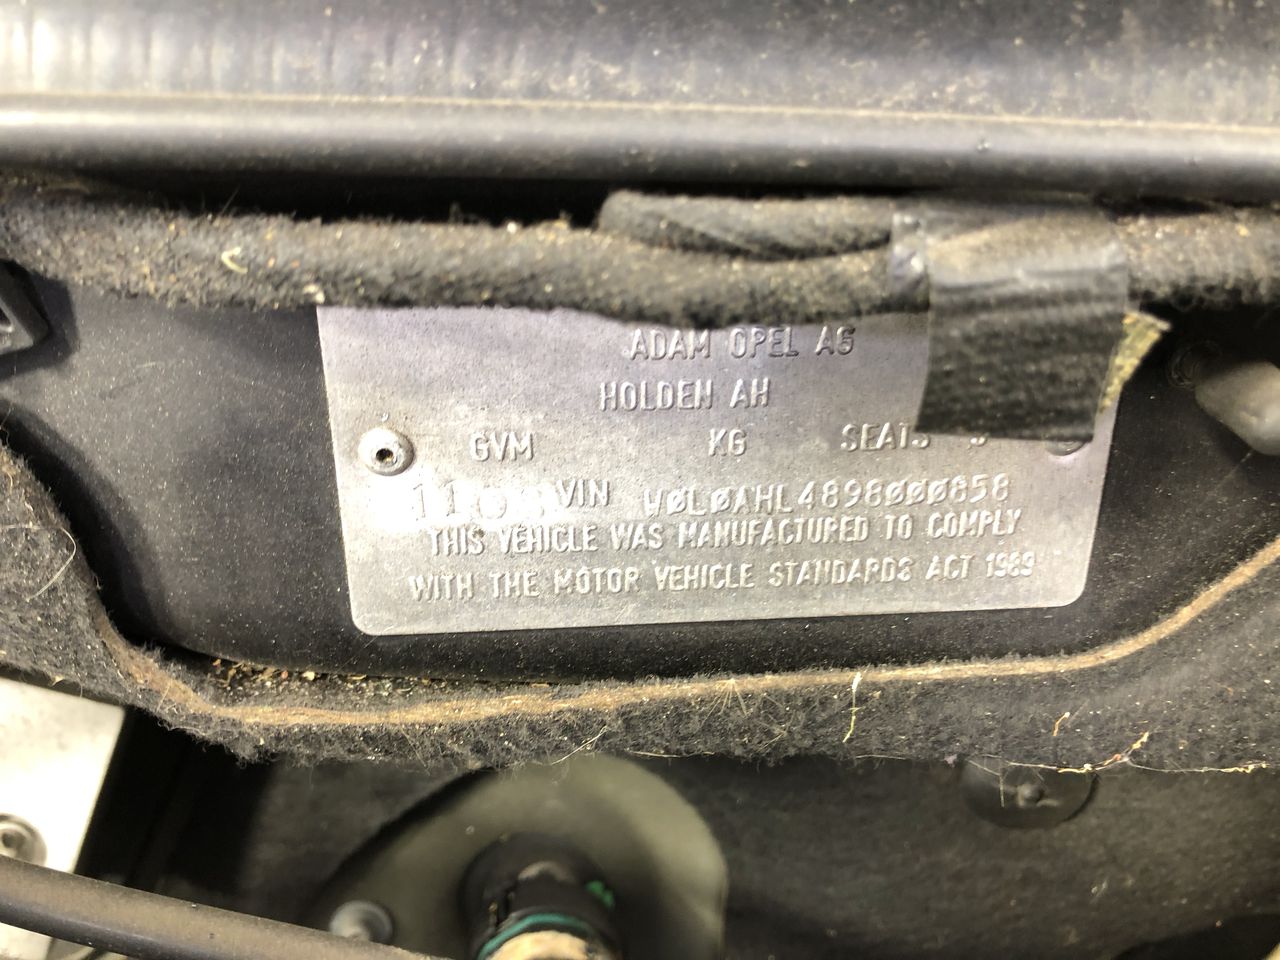 ADAM OPEL AG
HOLDEN AH
GVM KG SEATS
VIN WØLØAHL4898ØØØ858
THIS VEHICLE WAS MANUFACTURED TO COMPLY
WITH THE MOTOR VEHICLE STANDARDS ACT 1989